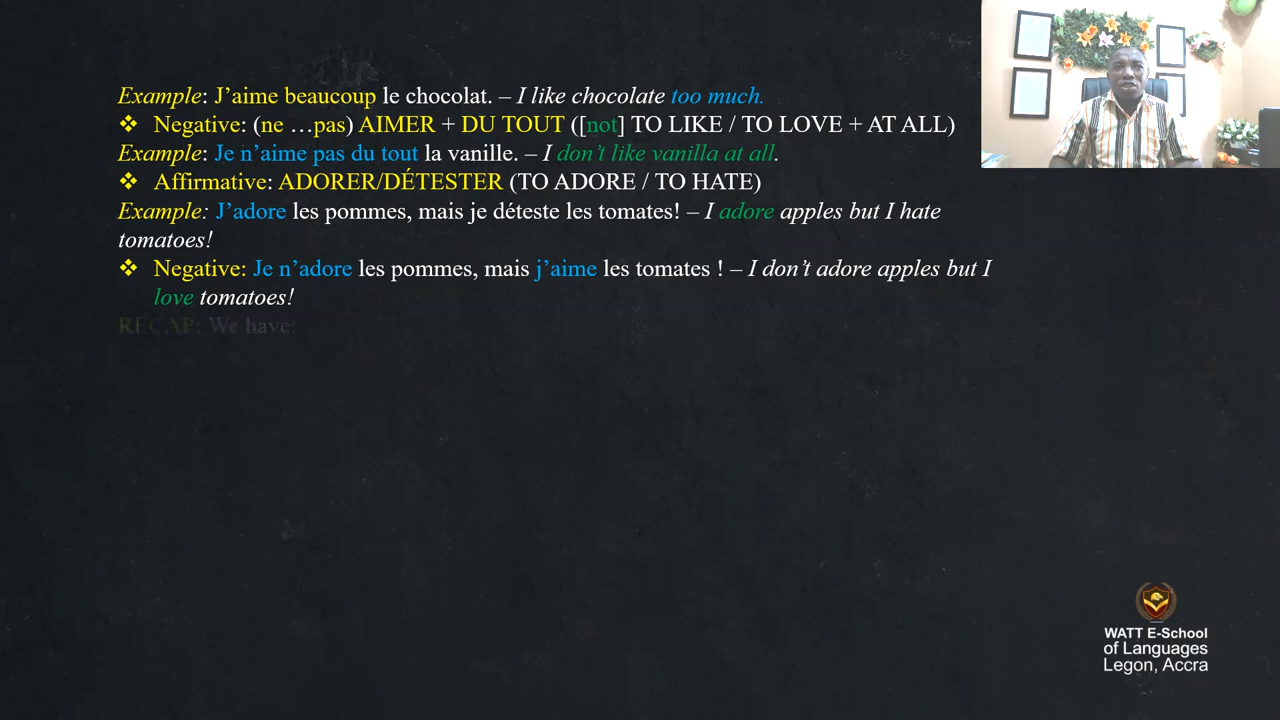 Example: J’aime beaucoup le chocolat. – I like chocolate too much.
❖ Negative: (ne …pas) AIMER + DU TOUT ([not] TO LIKE / TO LOVE + AT ALL)
Example: Je n’aime pas du tout la vanille. – I don’t like vanilla at all.
❖ Affirmative: ADORER/DÉTESTER (TO ADORE / TO HATE)
Example: J’adore les pommes, mais je déteste les tomates! – I adore apples but I hate
tomatoes!
❖ Negative: Je n’adore les pommes, mais j’aime les tomates ! – I don’t adore apples but I
love tomatoes!
RECAP: We have:
WATT E-School
of Languages
Legon, Accra